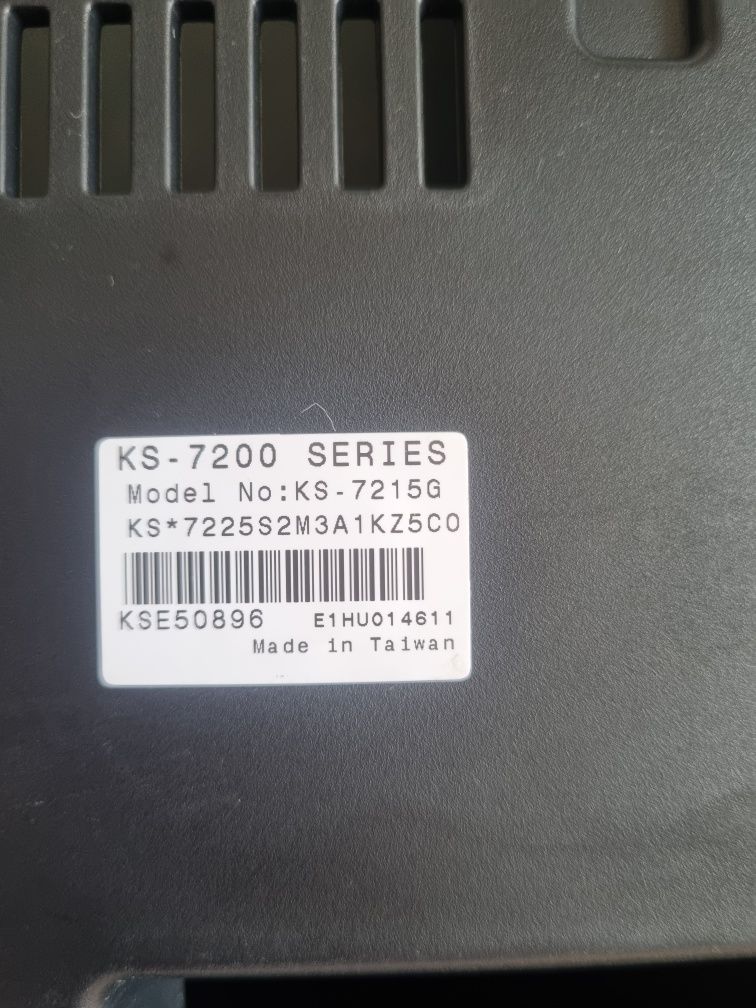 KS-7200 SERIES
Model No:KS-7215G
KS*7225S2M3A1KZ5C0
KSE50896 E1HU014611
Made in Taiwan